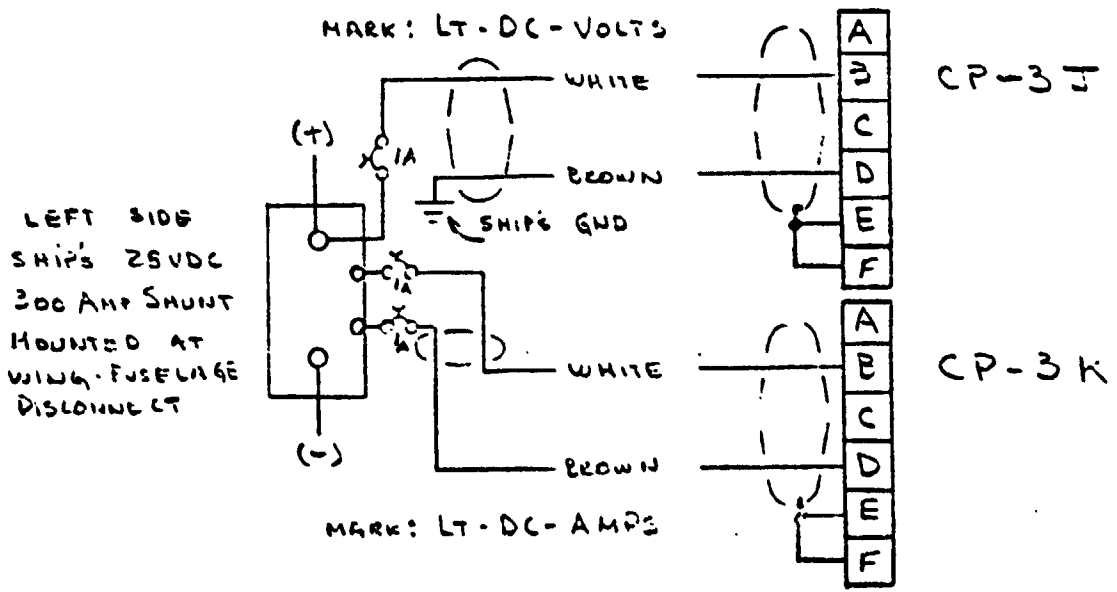 MARK: LT-DC-VOLTS
WHITE
(+)
1A
BROWN
SHIP'S GND
LEFT SIDE
SHIP'S 28VDC
300 AMP SHUNT
MOUNTED AT
WING-FUSELAGE
DISCONNECT
1A
1A
WHITE
(-)
BROWN
MARK: LT-DC-AMPS
A
B
C
D
E
F
CP-3J
A
B
C
D
E
F
CP-3K